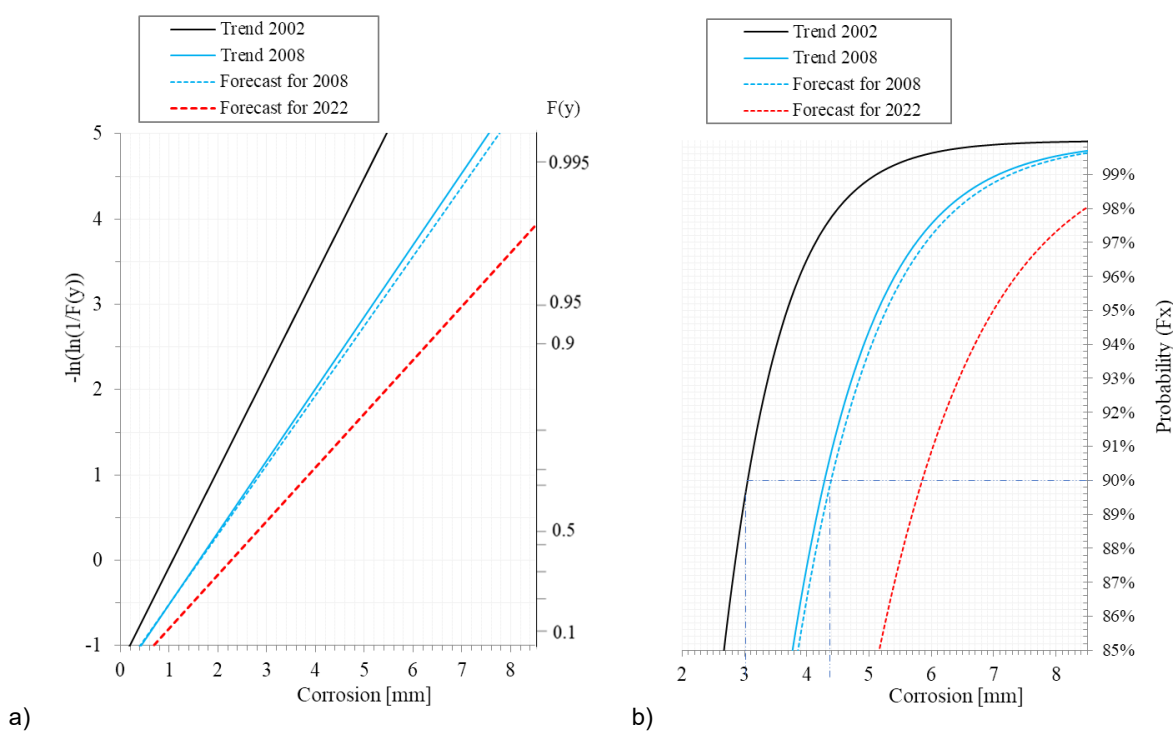 Trend 2002
Trend 2008
Forecast for 2008
Forecast for 2022
F(y)
5
4
3
2
1
0
-1
-ln(ln(1/F(y))
0.995
0.95
0.9
0.5
0.1
0 1 2 3 4 5 6 7 8
Corrosion [mm]
a)
Trend 2002
Trend 2008
Forecast for 2008
Forecast for 2022
99%
98%
97%
96%
95%
94%
93%
92%
91%
90%
89%
88%
87%
86%
85%
Probability (Fx)
2 3 4 5 6 7 8
Corrosion [mm]
b)